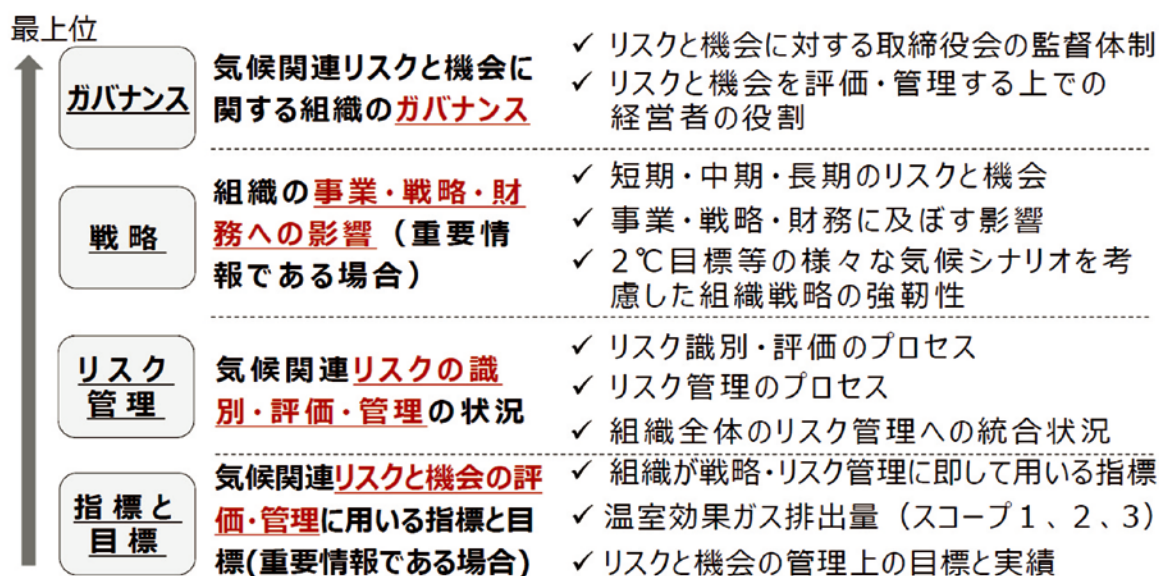 最上位
ガバナンス
気候関連リスクと機会に
関する組織のガバナンス
✓ リスクと機会に対する取締役会の監督体制
✓ リスクと機会を評価・管理する上での
経営者の役割
戦略
組織の事業・戦略・財
務への影響（重要情
報である場合）
✓ 短期・中期・長期のリスクと機会
✓ 事業・戦略・財務に及ぼす影響
✓ 2℃目標等の様々な気候シナリオを考
慮した組織戦略の強靭性
リスク
管理
気候関連リスクの識
別・評価・管理の状況
✓ リスク識別・評価のプロセス
✓ リスク管理のプロセス
✓ 組織全体のリスク管理への統合状況
指標と
目標
気候関連リスクと機会の評
価・管理に用いる指標と目
標(重要情報である場合)
✓ 組織が戦略・リスク管理に即して用いる指標
✓ 温室効果ガス排出量（スコープ１、２、３）
✓ リスクと機会の管理上の目標と実績